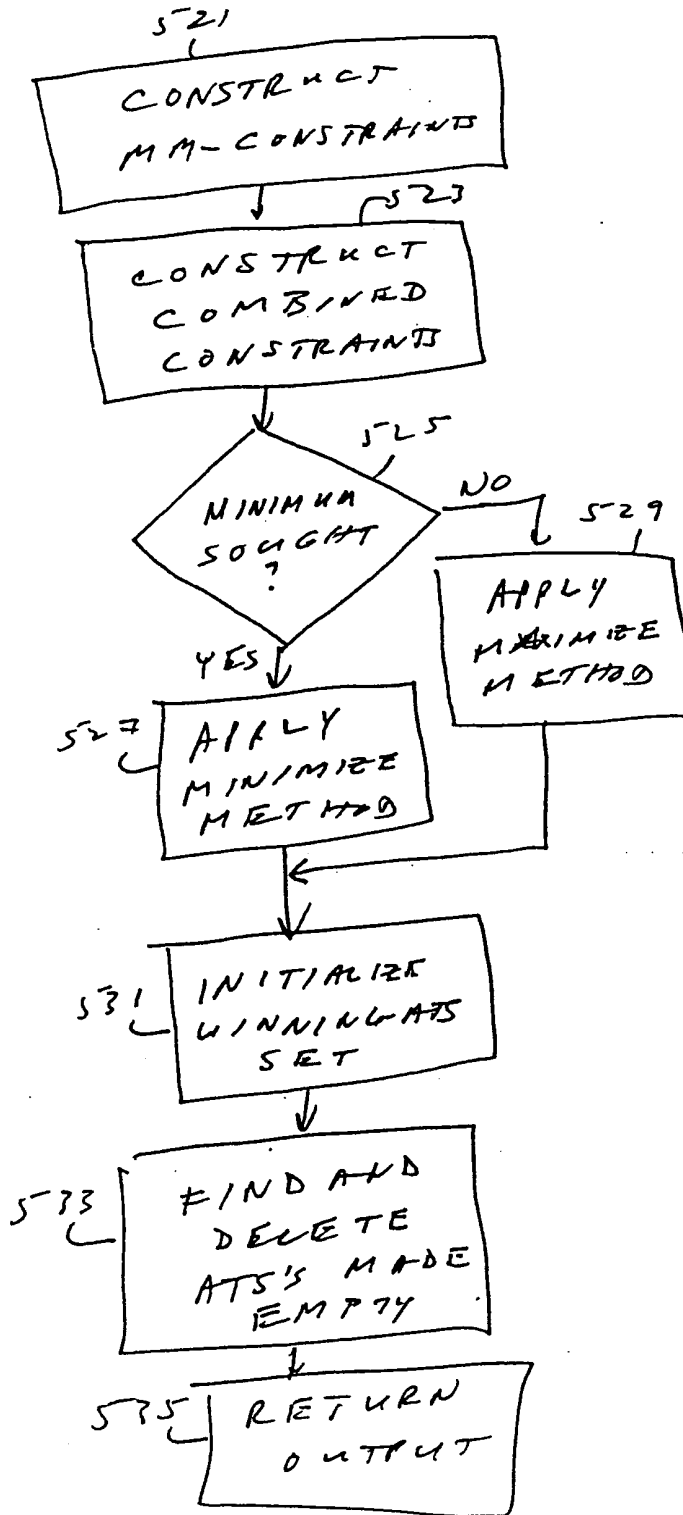 521
CONSTRUCT
MM-CONSTRAINTS
523
CONSTRUCT
COMBINED
CONSTRAINTS
525
MINIMUM
SOUGHT
?
NO
529
APPLY
MAXIMIZE
METHOD
YES
527
APPLY
MINIMIZE
METHOD
531
INITIALIZE
WINNINGATS
SET
533
FIND AND
DELETE
ATS'S MADE
EMPTY
535
RETURN
OUTPUT